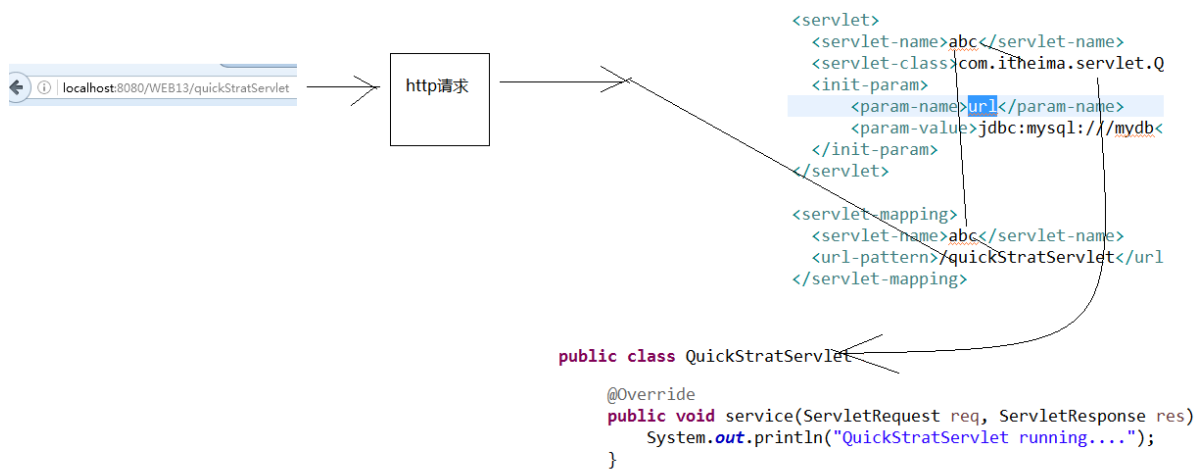 localhost:8080/WEB13/quickStratServlet
http请求
<servlet>
<servlet-name>abc</servlet-name>
<servlet-class>com.itheima.servlet.Q
<init-param>
<param-name>url</param-name>
<param-value>jdbc:mysql:///mydb<
</init-param>
</servlet>
<servlet-mapping>
<servlet-name>abc</servlet-name>
<url-pattern>/quickStratServlet</url
</servlet-mapping>
public class QuickStratServlet
@Override
public void service(ServletRequest req, ServletResponse res)
System.out.println("QuickStratServlet running....");
}